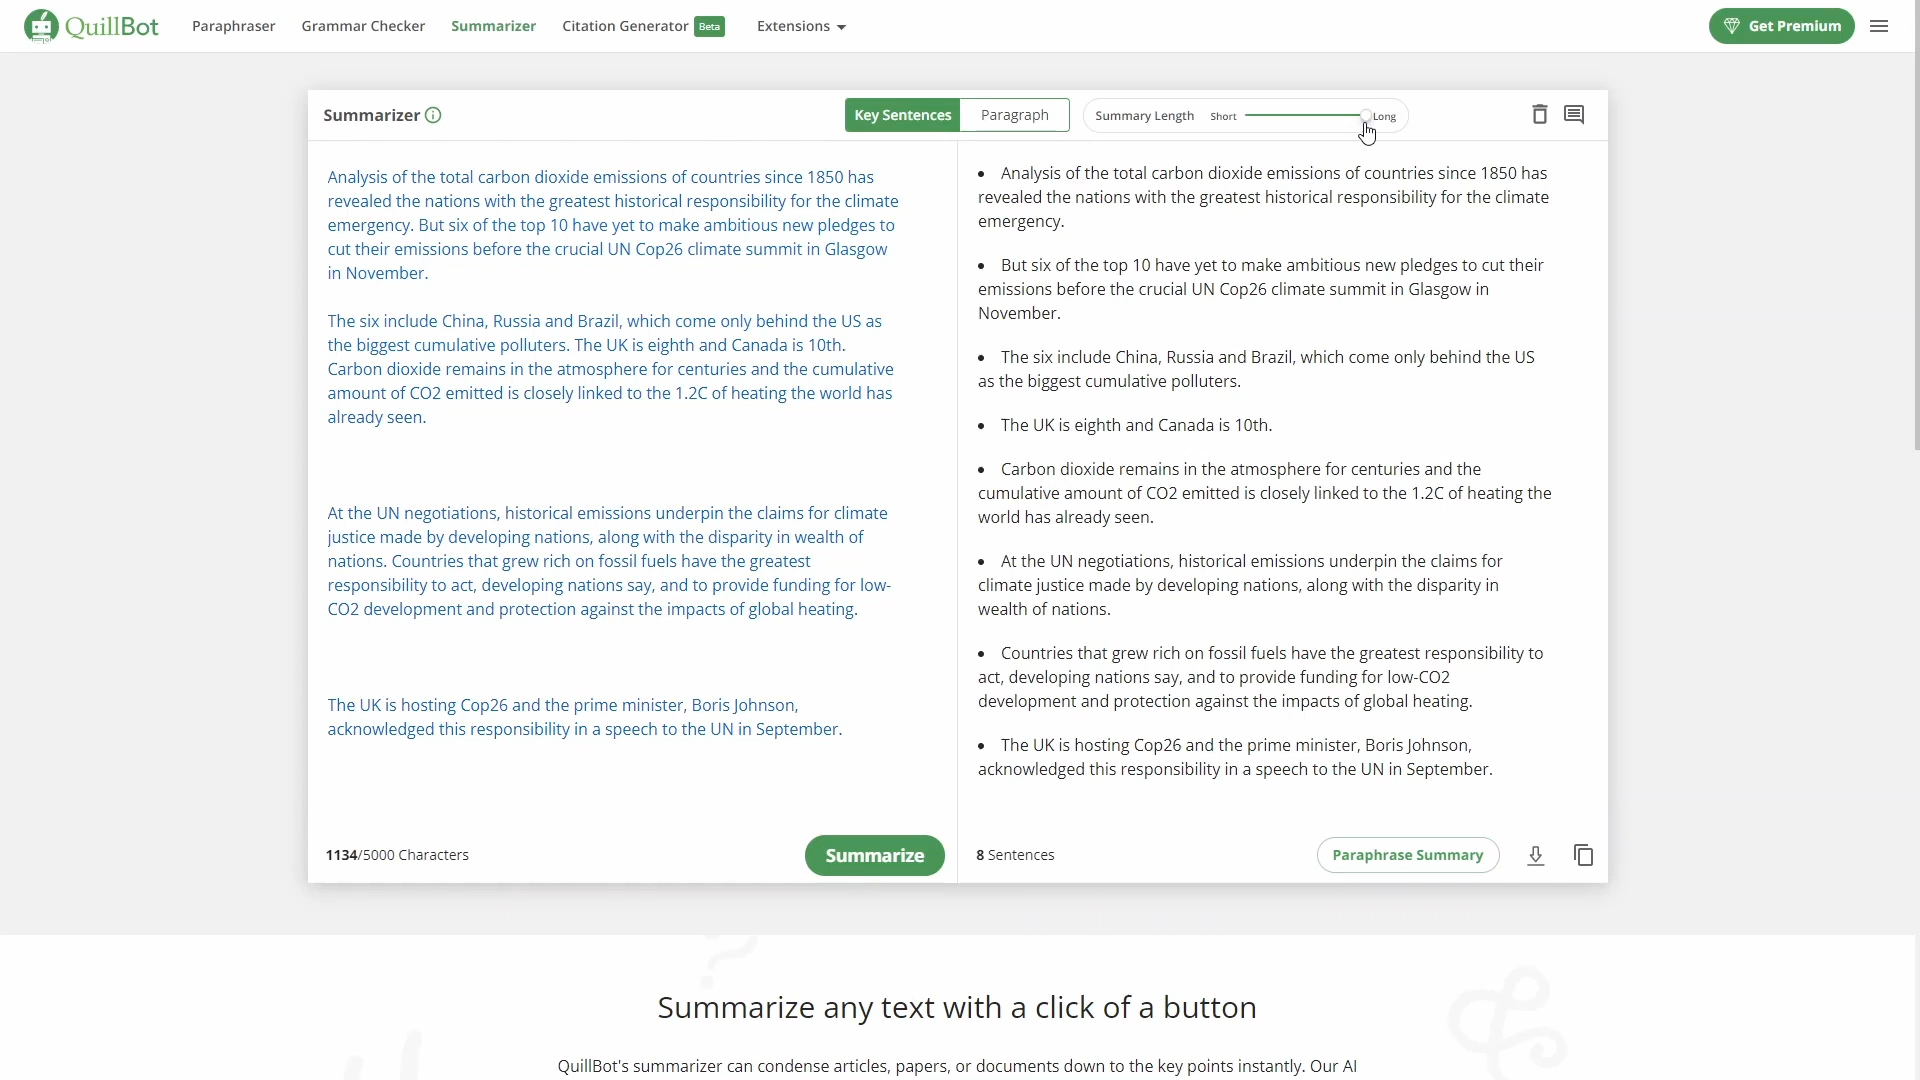 QuillBot
Paraphraser
Grammar Checker
Summarizer
Citation Generator Beta
Extensions
Get Premium
Summarizer
Key Sentences
Paragraph
Summary Length
Short
Long
Analysis of the total carbon dioxide emissions of countries since 1850 has
revealed the nations with the greatest historical responsibility for the climate
emergency. But six of the top 10 have yet to make ambitious new pledges to
cut their emissions before the crucial UN Cop26 climate summit in Glasgow
in November.
The six include China, Russia and Brazil, which come only behind the US as
the biggest cumulative polluters. The UK is eighth and Canada is 10th.
Carbon dioxide remains in the atmosphere for centuries and the cumulative
amount of CO2 emitted is closely linked to the 1.2C of heating the world has
already seen.
At the UN negotiations, historical emissions underpin the claims for climate
justice made by developing nations, along with the disparity in wealth of
nations. Countries that grew rich on fossil fuels have the greatest
responsibility to act, developing nations say, and to provide funding for low-
CO2 development and protection against the impacts of global heating.
The UK is hosting Cop26 and the prime minister, Boris Johnson,
acknowledged this responsibility in a speech to the UN in September.
1134/5000 Characters
Summarize
• Analysis of the total carbon dioxide emissions of countries since 1850 has
revealed the nations with the greatest historical responsibility for the climate
emergency.
• But six of the top 10 have yet to make ambitious new pledges to cut their
emissions before the crucial UN Cop26 climate summit in Glasgow in
November.
• The six include China, Russia and Brazil, which come only behind the US
as the biggest cumulative polluters.
• The UK is eighth and Canada is 10th.
• Carbon dioxide remains in the atmosphere for centuries and the
cumulative amount of CO2 emitted is closely linked to the 1.2C of heating the
world has already seen.
• At the UN negotiations, historical emissions underpin the claims for
climate justice made by developing nations, along with the disparity in
wealth of nations.
• Countries that grew rich on fossil fuels have the greatest responsibility to
act, developing nations say, and to provide funding for low-CO2
development and protection against the impacts of global heating.
• The UK is hosting Cop26 and the prime minister, Boris Johnson,
acknowledged this responsibility in a speech to the UN in September.
8 Sentences
Paraphrase Summary
Summarize any text with a click of a button
QuillBot's summarizer can condense articles, papers, or documents down to the key points instantly. Our AI